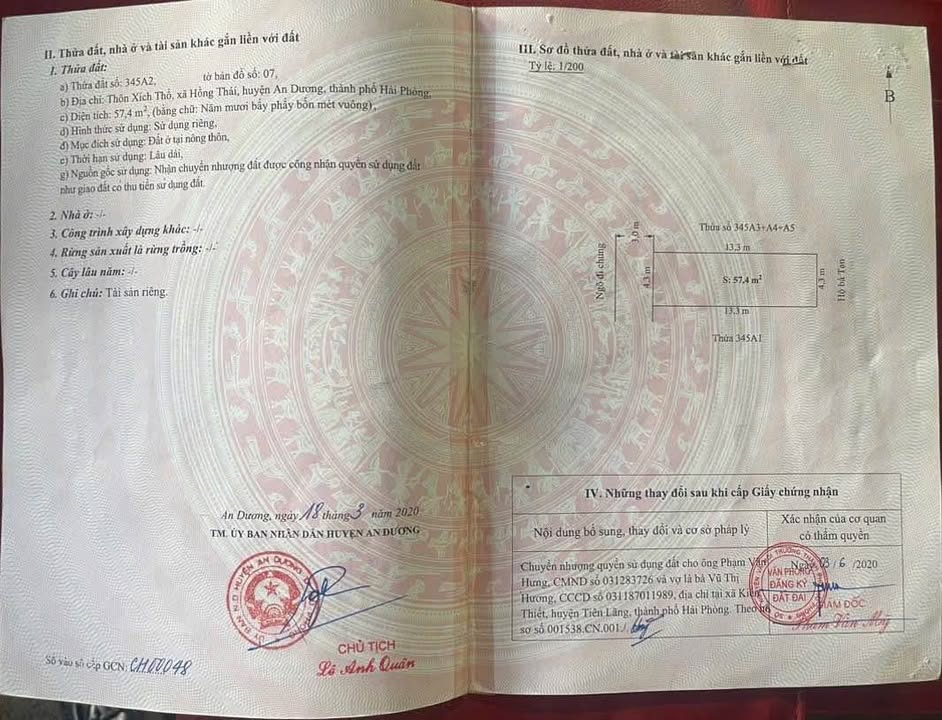 II. Thửa đất, nhà ở và tài sản khác gắn liền với đất
1. Thửa đất:
a) Thửa đất số: 345A2, tờ bản đồ số: 07,
b) Địa chỉ: Thôn Xích Thổ, xã Hồng Thái, huyện An Dương, thành phố Hải Phòng,
c) Diện tích: 57,4 m², (bằng chữ: Năm mươi bẩy phẩy bốn mét vuông),
d) Hình thức sử dụng: Sử dụng riêng,
đ) Mục đích sử dụng: Đất ở tại nông thôn,
e) Thời hạn sử dụng: Lâu dài,
g) Nguồn gốc sử dụng: Nhận chuyển nhượng đất được công nhận quyền sử dụng đất
như giao đất có thu tiền sử dụng đất.
2. Nhà ở: -/-
3. Công trình xây dựng khác: -/-
4. Rừng sản xuất là rừng trồng: -/-
5. Cây lâu năm: -/-
6. Ghi chú: Tài sản riêng.
An Dương, ngày 18 tháng 3 năm 2020
TM. ỦY BAN NHÂN DÂN HUYỆN AN DƯƠNG
CHỦ TỊCH
Lê Anh Quân
Số vào sổ cấp GCN: CH00048
III. Sơ đồ thửa đất, nhà ở và tài sản khác gắn liền với đất
Tỷ lệ: 1/200
B
Thửa số 345A3+A4+A5
3,0 m
13,3 m
Ngõ đi chung
4,3 m
S: 57,4 m²
4,3 m
Hộ bà Tan
13,3 m
Thửa 345A1
IV. Những thay đổi sau khi cấp Giấy chứng nhận
Nội dung bổ sung, thay đổi và cơ sở pháp lý
Xác nhận của cơ quan
có thẩm quyền
Chuyển nhượng quyền sử dụng đất cho ông Phạm Văn
Hưng, CMND số 031283726 và vợ là bà Vũ Thị
Hương, CCCD số 031187011989, địa chỉ tại xã Kiến
Thiết, huyện Tiên Lãng, thành phố Hải Phòng. Theo hồ
sơ số 001538.CN.001./.
Ngày 03/6/2020
VĂN PHÒNG
ĐĂNG KÝ
ĐẤT ĐAI
GIÁM ĐỐC
Phạm Văn Mỹ